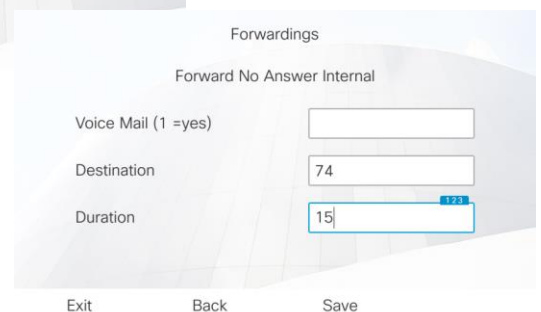 Forwardings
Forward No Answer Internal
Voice Mail (1 =yes)
Destination 74
123
Duration 15
Exit Back Save